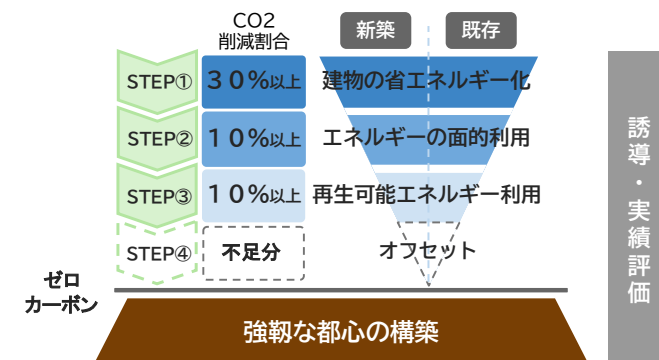 CO2
削減割合
新築
既存
STEP①
30%以上
建物の省エネルギー化
STEP②
10%以上
エネルギーの面的利用
STEP③
10%以上
再生可能エネルギー利用
STEP④
不足分
オフセット
ゼロ
カーボン
強靱な都心の構築
誘導・実績評価